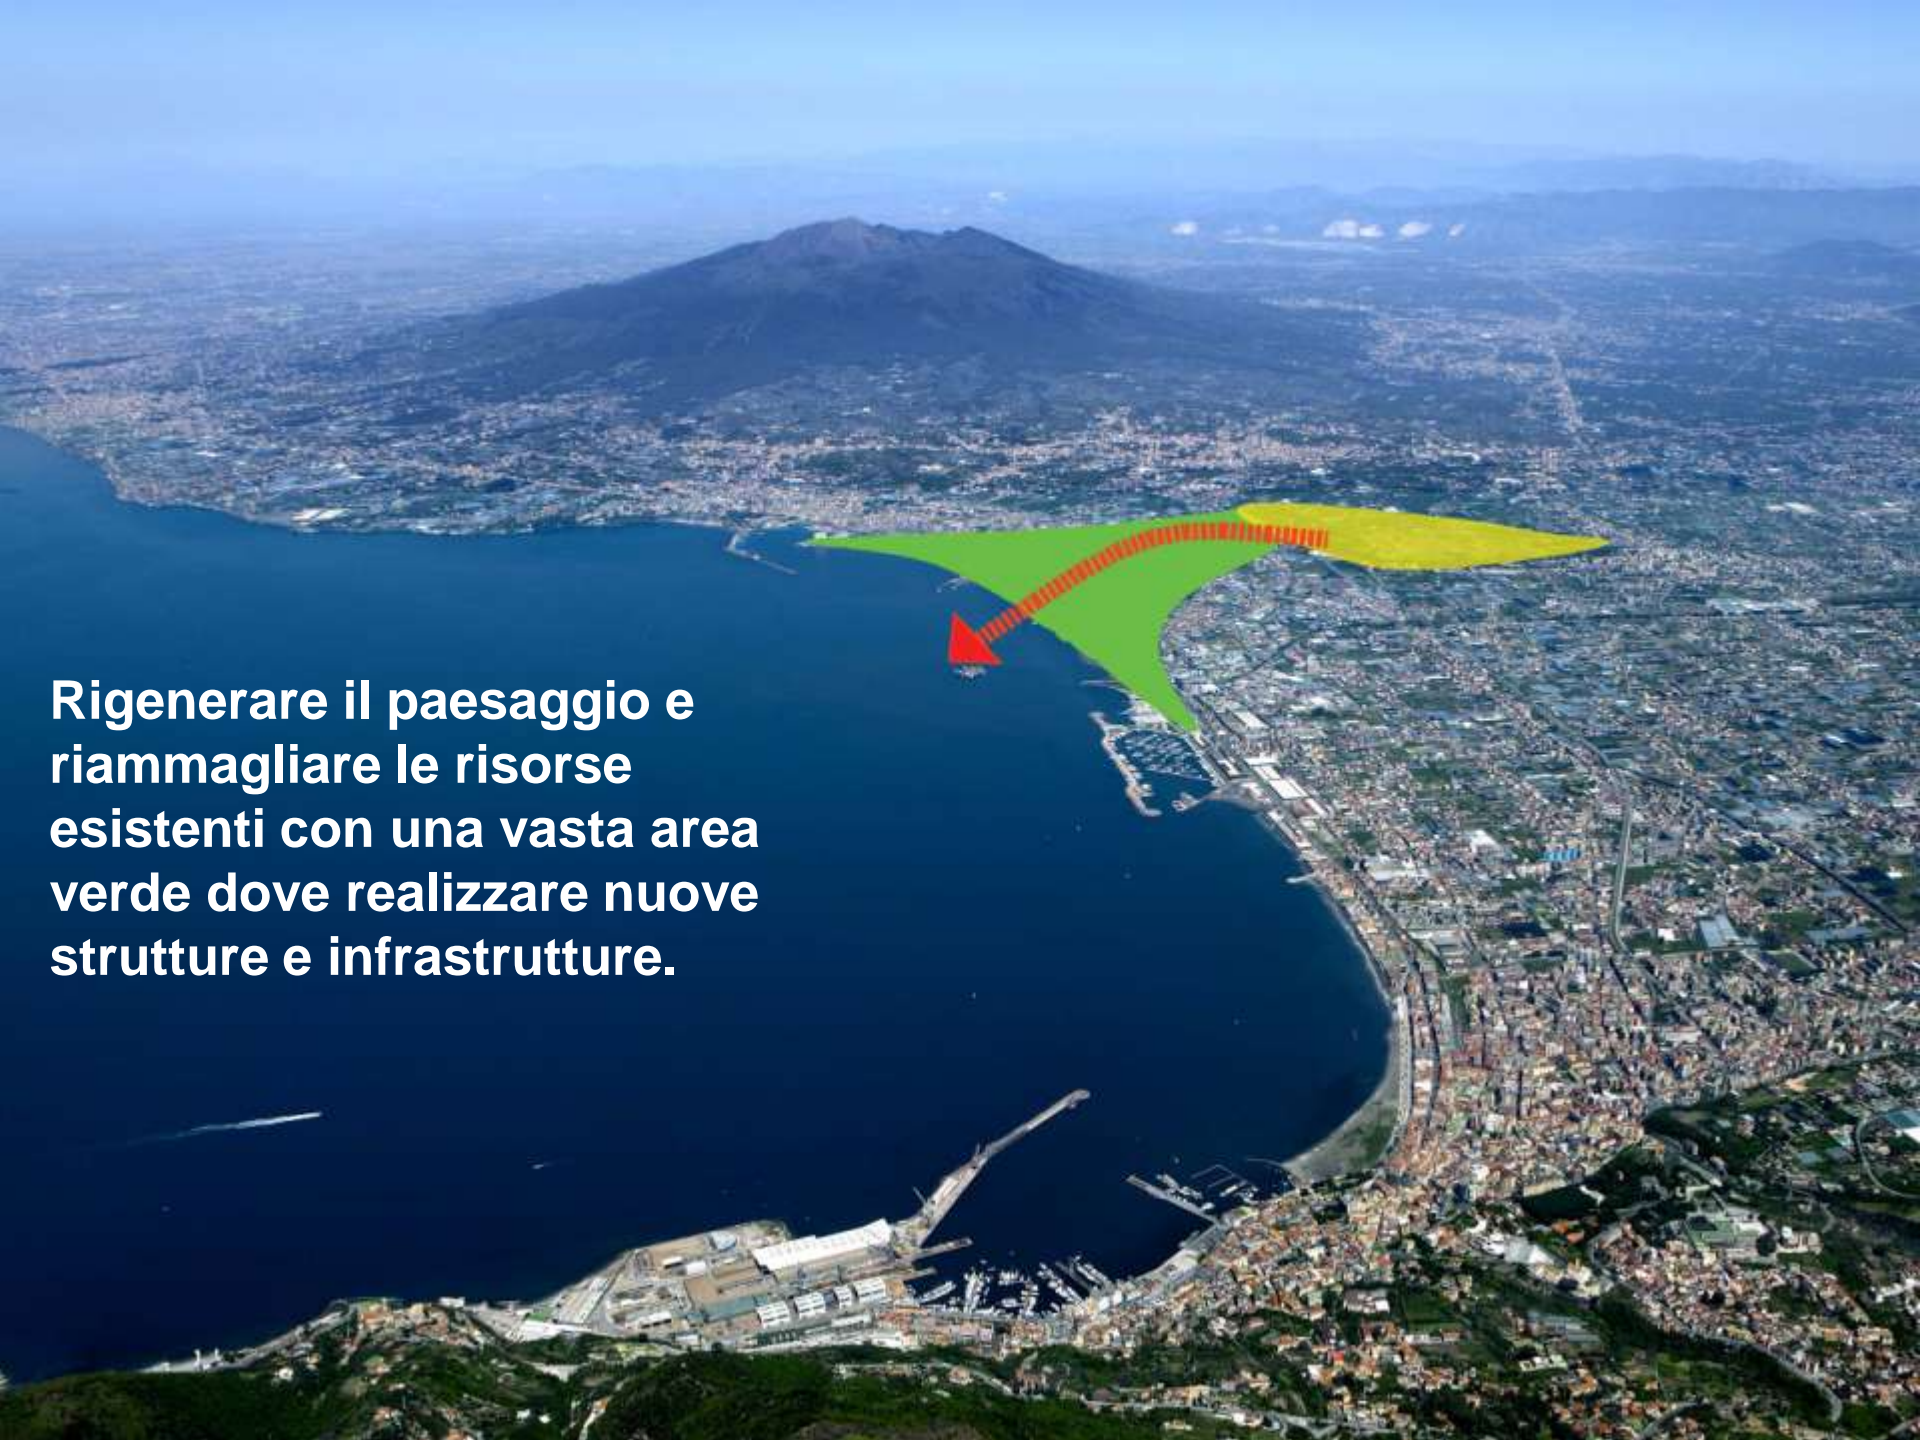 Rigenerare il paesaggio e
riammagliare le risorse
esistenti con una vasta area
verde dove realizzare nuove
strutture e infrastrutture.